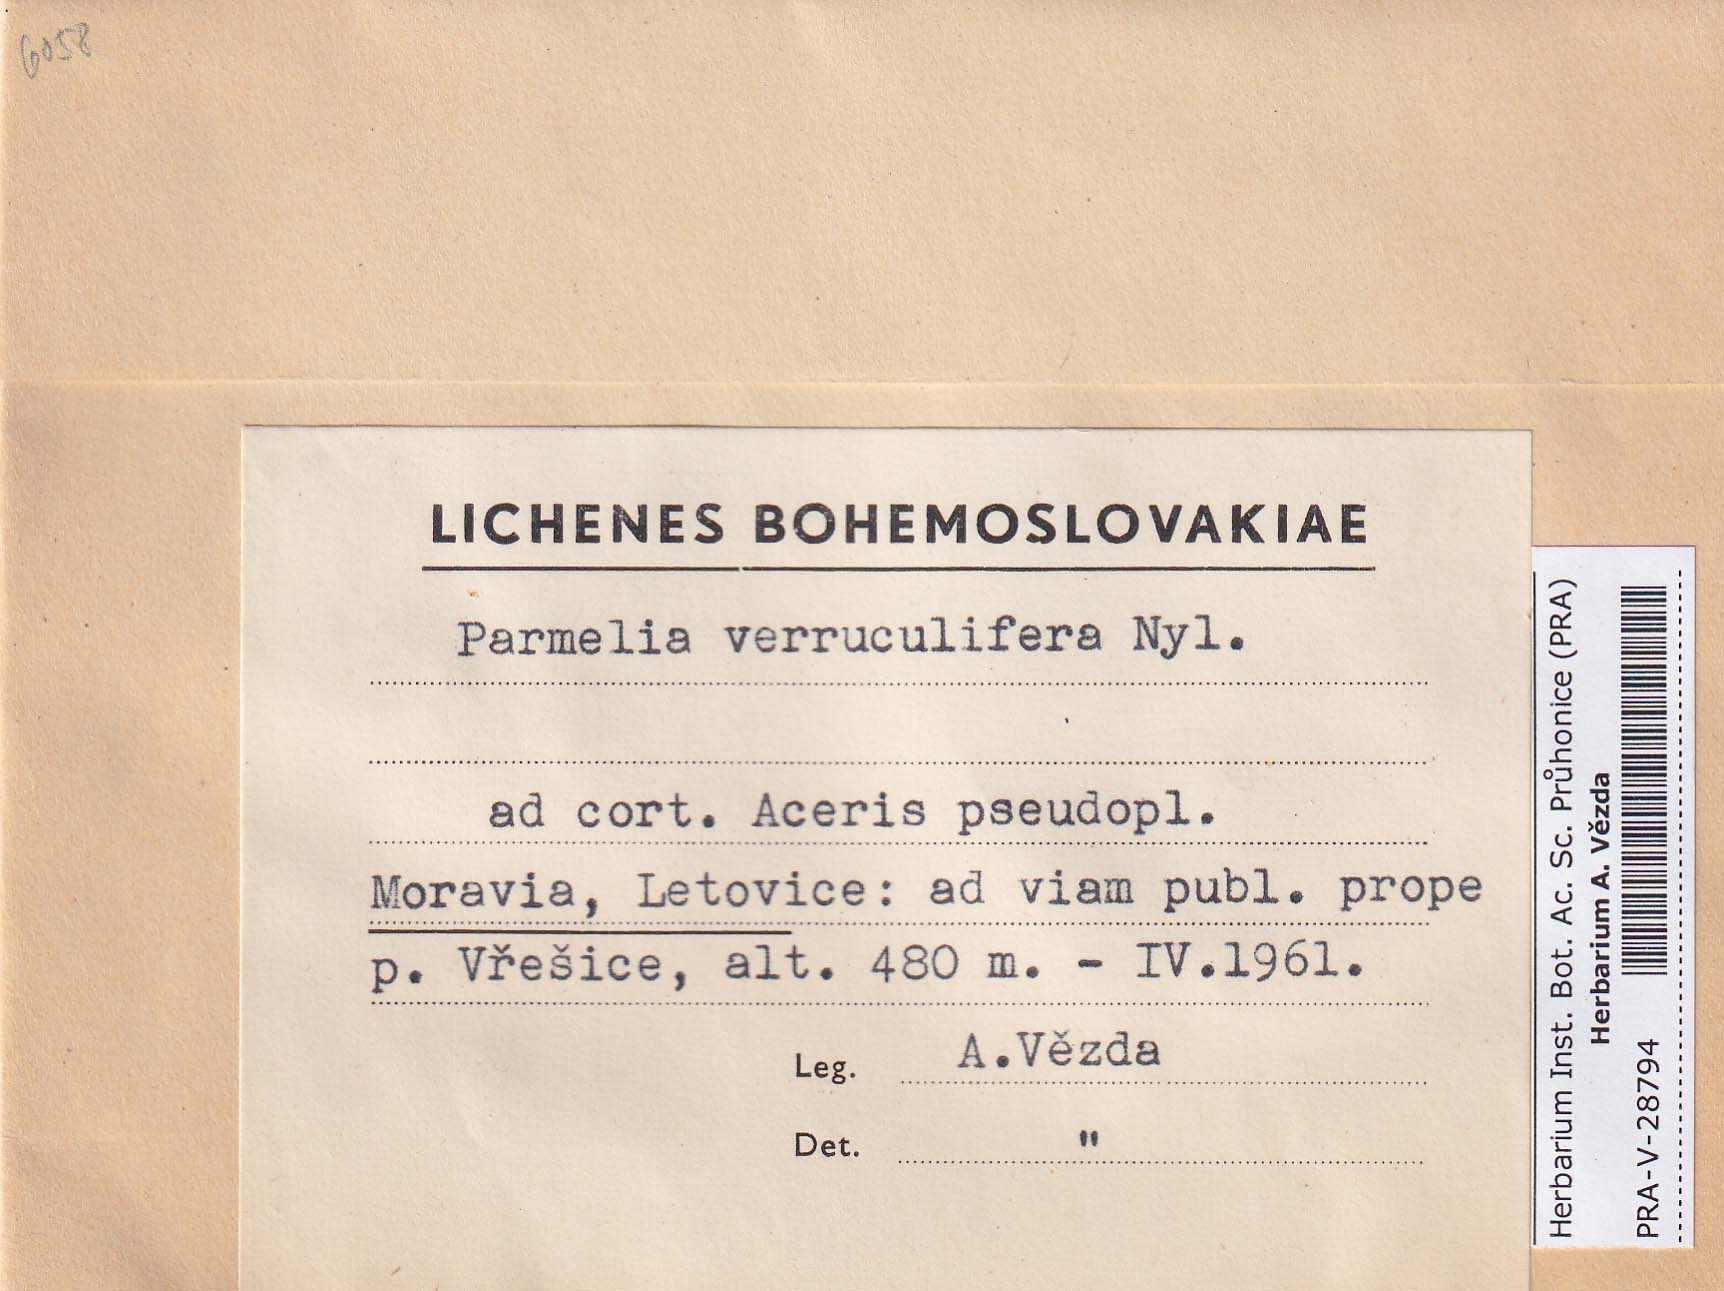 6058
LICHENES BOHEMOSLOVAKIAE
Parmelia verruculifera Nyl.
ad cort. Aceris pseudopl.
Moravia, Letovice: ad viam publ. prope
p. Vřešice, alt. 480 m. - IV.1961.
Leg. A.Vězda
Det. "
Herbarium Inst. Bot. Ac. Sc. Průhonice (PRA)
Herbarium A. Vězda
PRA-V-28794